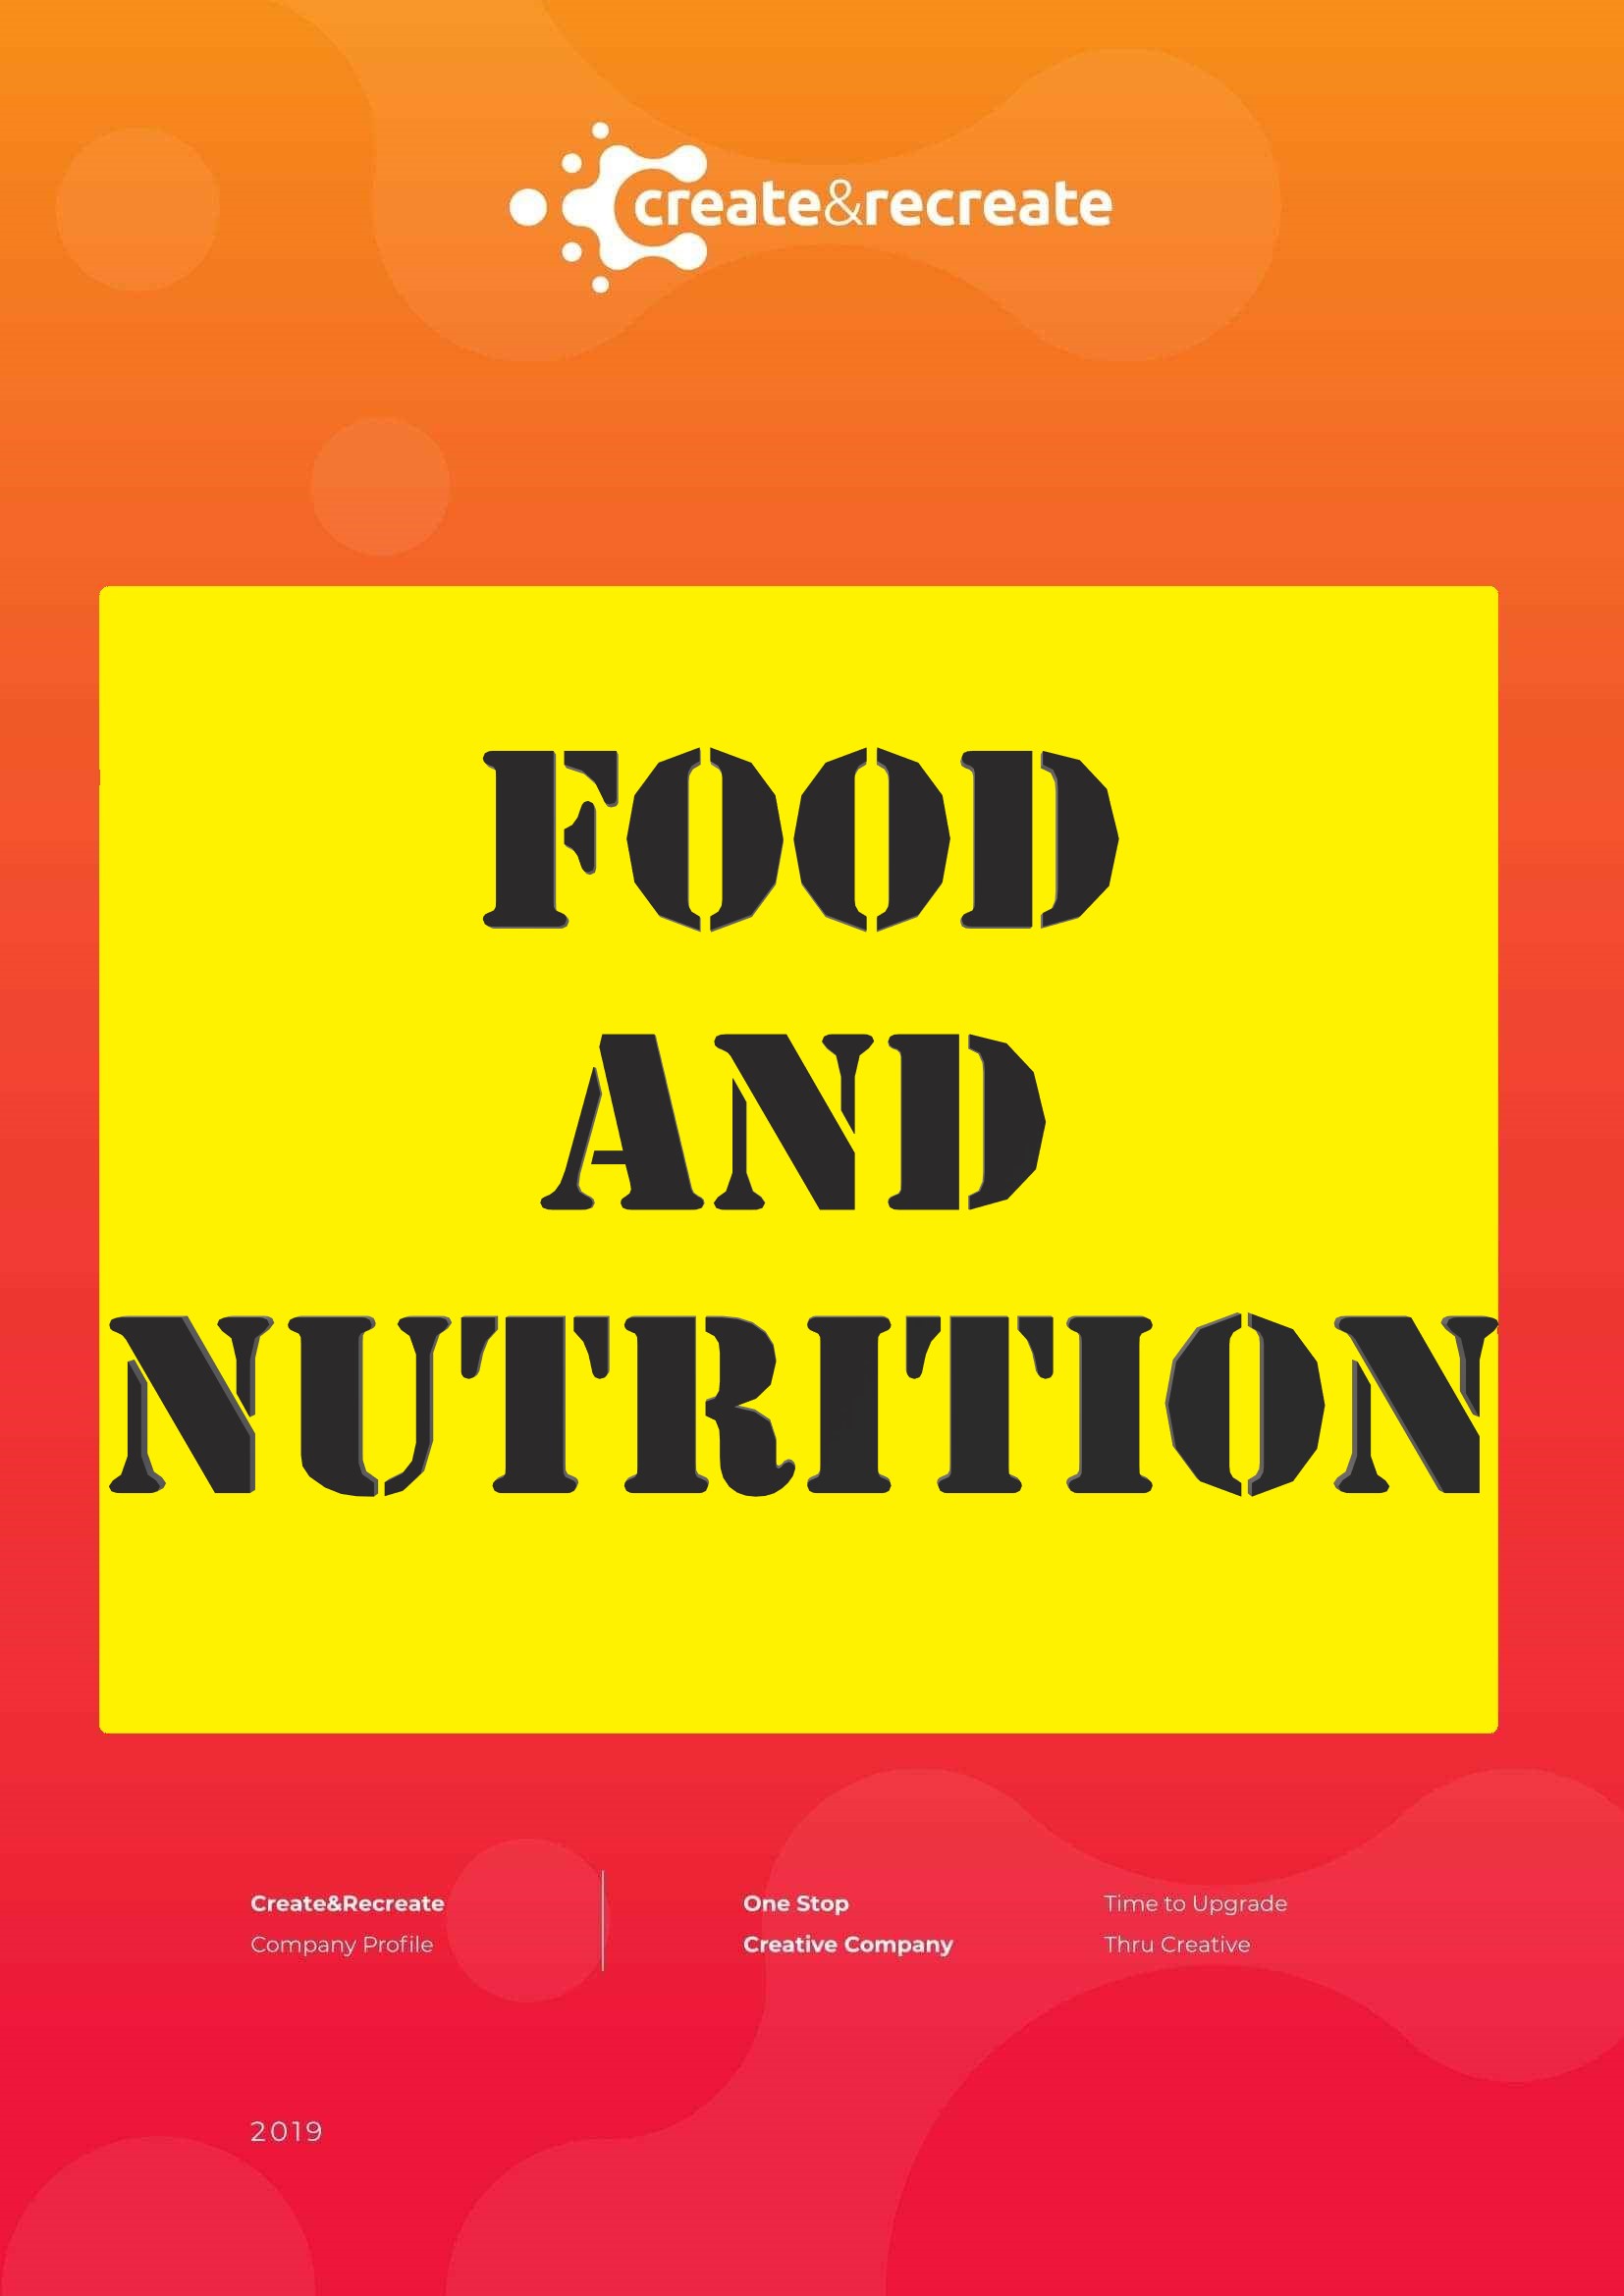 create&recreate
FOOD
AND
NUTRITION
Create&Recreate
Company Profile
One Stop
Creative Company
Time to Upgrade
Thru Creative
2019